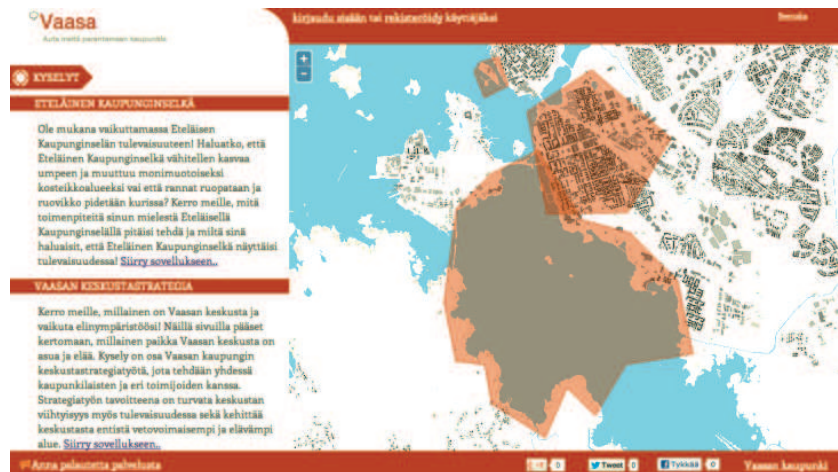 Vaasa
Auta meitä parantamaan kaupunkia
kirjaudu sisään tai rekisteröidy käyttäjäksi
Svenska
+
−
KYSELYT
ETELÄINEN KAUPUNGINSELKÄ
Ole mukana vaikuttamassa Eteläisen
Kaupunginselän tulevaisuuteen! Haluatko, että
Eteläinen Kaupunginselkä vähitellen kasvaa
umpeen ja muuttuu monimuotoiseksi
kosteikkoalueeksi vai että rannat ruopataan ja
ruovikko pidetään kurissa? Kerro meille, mitä
toimenpiteitä sinun mielestä Eteläisellä
Kaupunginselällä pitäisi tehdä ja miltä sinä
haluaisit, että Eteläinen Kaupunginselkä näyttäisi
tulevaisuudessa! Siirry sovellukseen..
VAASAN KESKUSTASTRATEGIA
Kerro meille, millainen on Vaasan keskusta ja
vaikuta elinympäristöösi! Näillä sivuilla pääset
kertomaan, millainen paikka Vaasan keskusta on
asua ja elää. Kysely on osa Vaasan kaupungin
keskustastrategiatyötä, jota tehdään yhdessä
kaupunkilaisten ja eri toimijoiden kanssa.
Strategiatyön tavoitteena on turvata keskustan
viihtyisyys myös tulevaisuudessa sekä kehittää
keskustasta entistä vetovoimaisempi ja elävämpi
alue. Siirry sovellukseen..
Anna palautetta palvelusta
+1 0
Tweet 0
Tykkää 0
Vaasan kaupunki